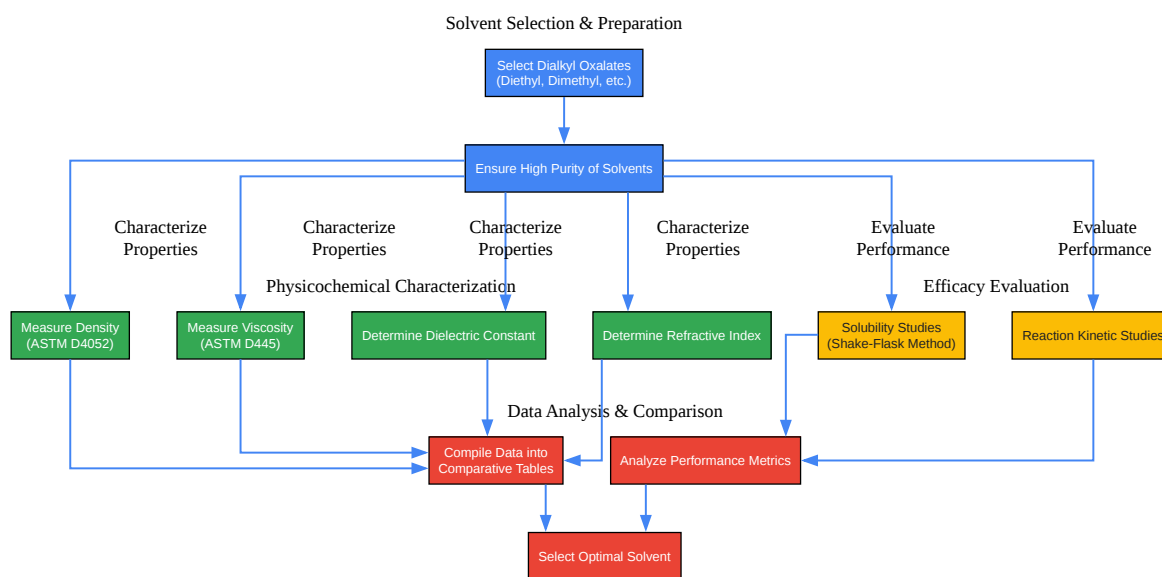 Solvent Selection & Preparation
Select Dialkyl Oxalates
(Diethyl, Dimethyl, etc.)
Ensure High Purity of Solvents
Characterize
Properties
Characterize
Properties
Characterize
Properties
Characterize
Properties
Evaluate
Performance
Evaluate
Performance
Physicochemical Characterization
Efficacy Evaluation
Measure Density
(ASTM D4052)
Measure Viscosity
(ASTM D445)
Determine Dielectric Constant
Determine Refractive Index
Solubility Studies
(Shake-Flask Method)
Reaction Kinetic Studies
Data Analysis & Comparison
Compile Data into
Comparative Tables
Analyze Performance Metrics
Select Optimal Solvent